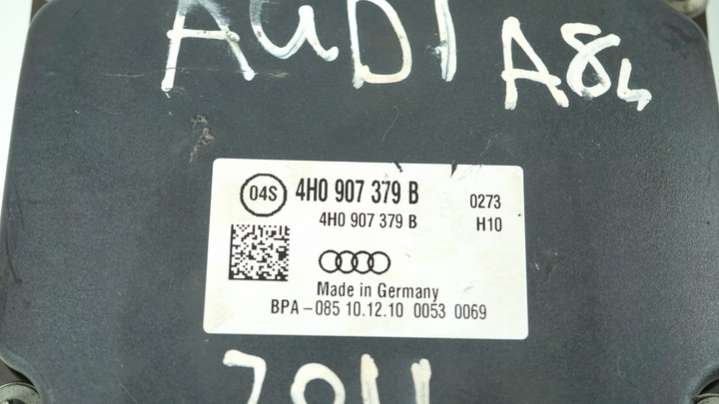 AUDI A8L
04S 4H0 907 379 B 0273
4H0 907 379 B H10
Made in Germany
BPA-085 10.12.10 0053 0069
2011